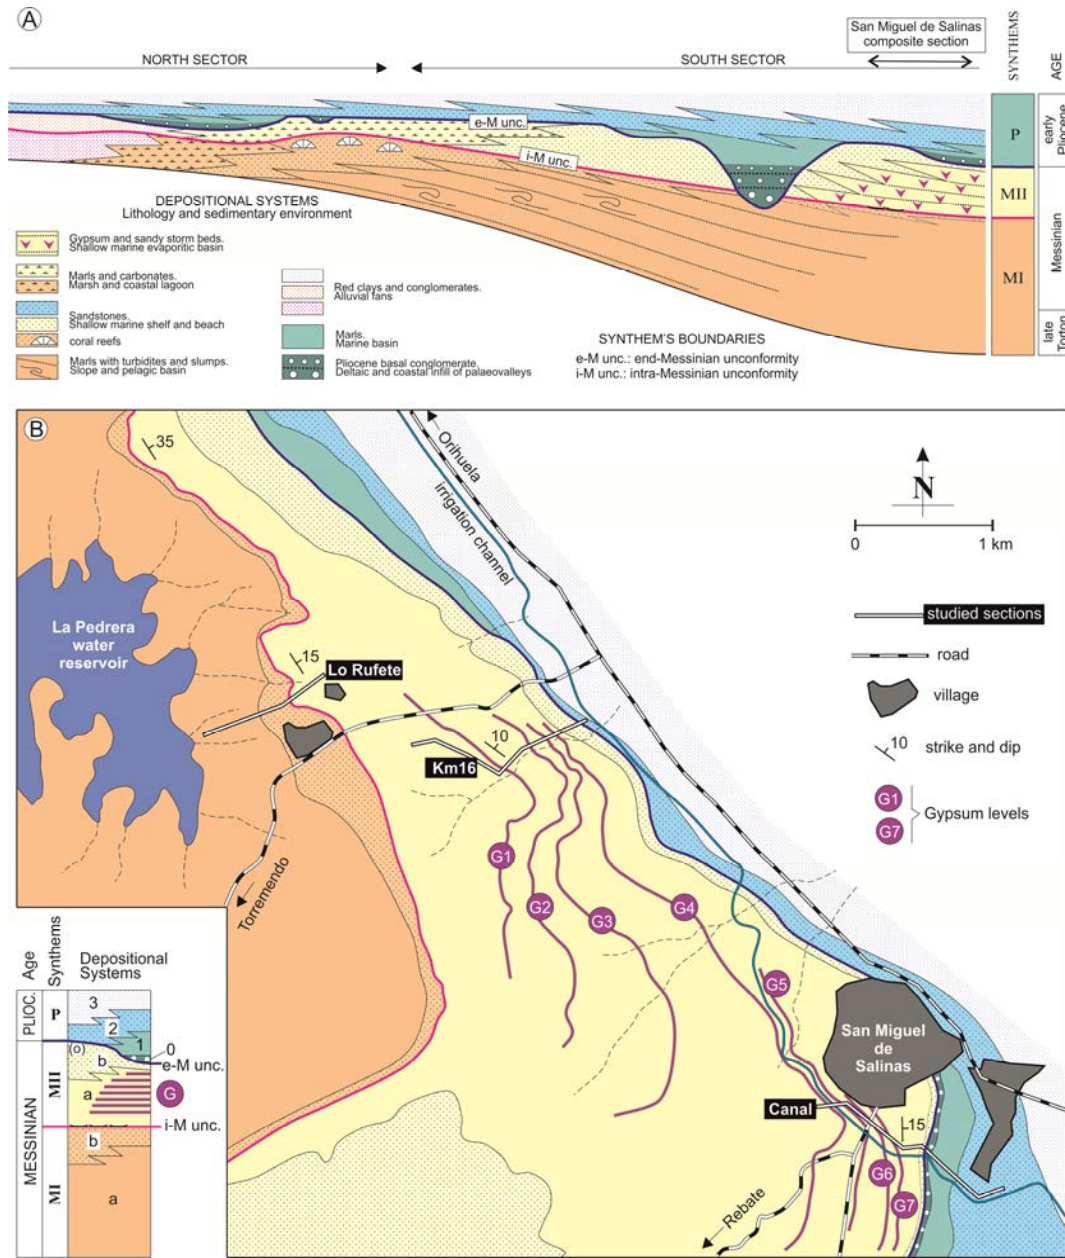 A
San Miguel de Salinas
composite section
NORTH SECTOR
SOUTH SECTOR
SYNTHEMS
AGE
e-M unc.
i-M unc.
P
MII
MI
early
Pliocene
Messinian
late
Torton.
DEPOSITIONAL SYSTEMS
Lithology and sedimentary environment
Gypsum and sandy storm beds.
Shallow marine evaporitic basin
Marls and carbonates.
Marsh and coastal lagoon
Sandstones.
Shallow marine shelf and beach
coral reefs
Marls with turbidites and slumps.
Slope and pelagic basin
Red clays and conglomerates.
Alluvial fans
Marls.
Marine basin
Pliocene basal conglomerate.
Deltaic and coastal infill of palaeovalleys
SYNTHEM'S BOUNDARIES
e-M unc.: end-Messinian unconformity
i-M unc.: intra-Messinian unconformity
B
35
Orihuela
irrigation channel
N
0 1 km
La Pedrera
water
reservoir
15
Lo Rufete
10
Km16
Torremendo
G1
G2
G3
G4
G5
San Miguel
de
Salinas
Canal
15
G6
G7
Rebate
studied sections
road
village
10
strike and dip
G1
G7
Gypsum levels
Age
Synthems
Depositional
Systems
PLIOC.
MESSINIAN
P
MII
MI
3
2
1
(o)
0
b
e-M unc.
a
G
i-M unc.
b
a